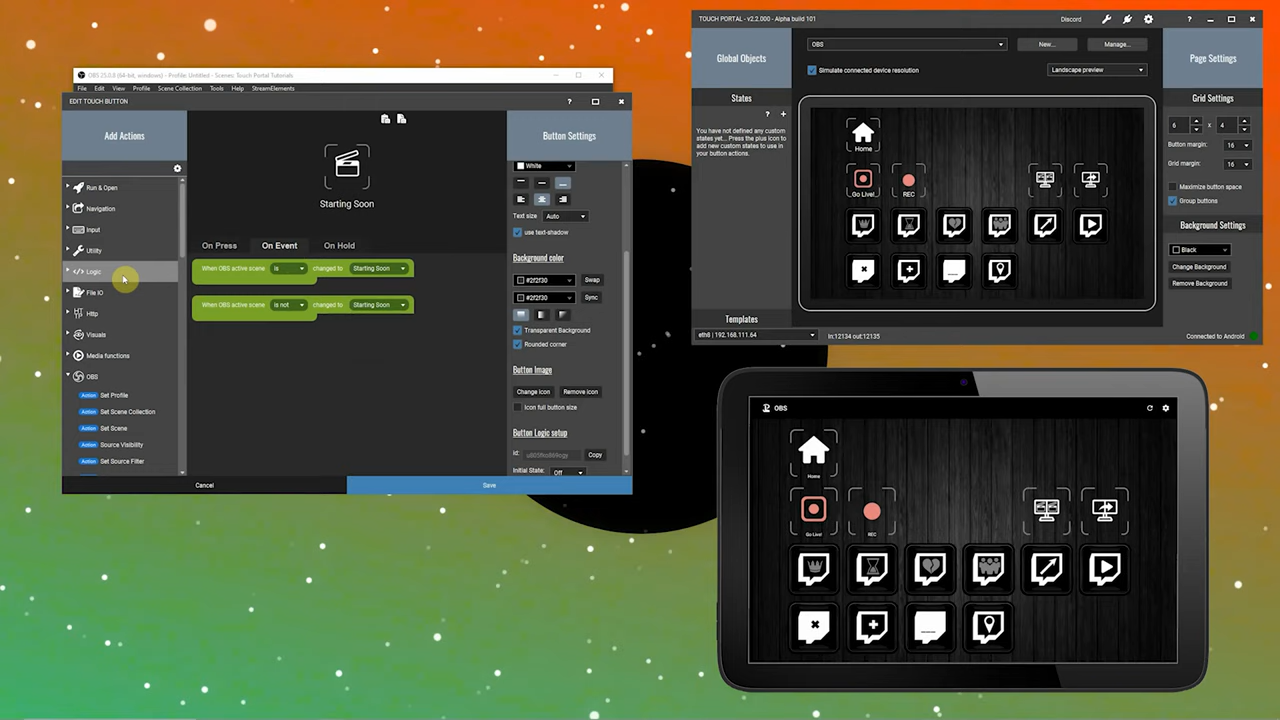 OBS 25.0.8 (64-bit, windows) - Profile: Untitled - Scenes: Touch Portal Tutorials
File Edit View Profile Scene Collection Tools Help StreamElements
EDIT TOUCH BUTTON
?
Add Actions
Run & Open
Navigation
Input
Utility
Logic
File IO
Http
Visuals
Media functions
OBS
Action Set Profile
Action Set Scene Collection
Action Set Scene
Action Source Visibility
Action Set Source Filter
Starting Soon
On Press On Event On Hold
When OBS active scene is changed to Starting Soon
When OBS active scene is not changed to Starting Soon
Button Settings
White
Text size Auto
use text-shadow
Background color
#2f2f30 Swap
#2f2f30 Sync
Transparent Background
Rounded corner
Button Image
Change icon Remove icon
Icon full button size
Button Logic setup
Id: Copy
Initial State: Off
Cancel Save
TOUCH PORTAL - v2.2.000 - Alpha build 101
Discord ?
Global Objects
States
? +
You have not defined any custom
states yet... Press the plus icon to
add new custom states to use in
your button actions.
Templates
eth8 | 192.168.111.64
OBS New... Manage...
Simulate connected device resolution Landscape preview
Home
Go Live! REC
In:12134 out:12135
Page Settings
Grid Settings
6 x 4
Button margin: 16
Grid margin: 16
Maximize button space
Group buttons
Background Settings
Black
Change Background
Remove Background
Connected to Android
OBS
Home
Go Live! REC